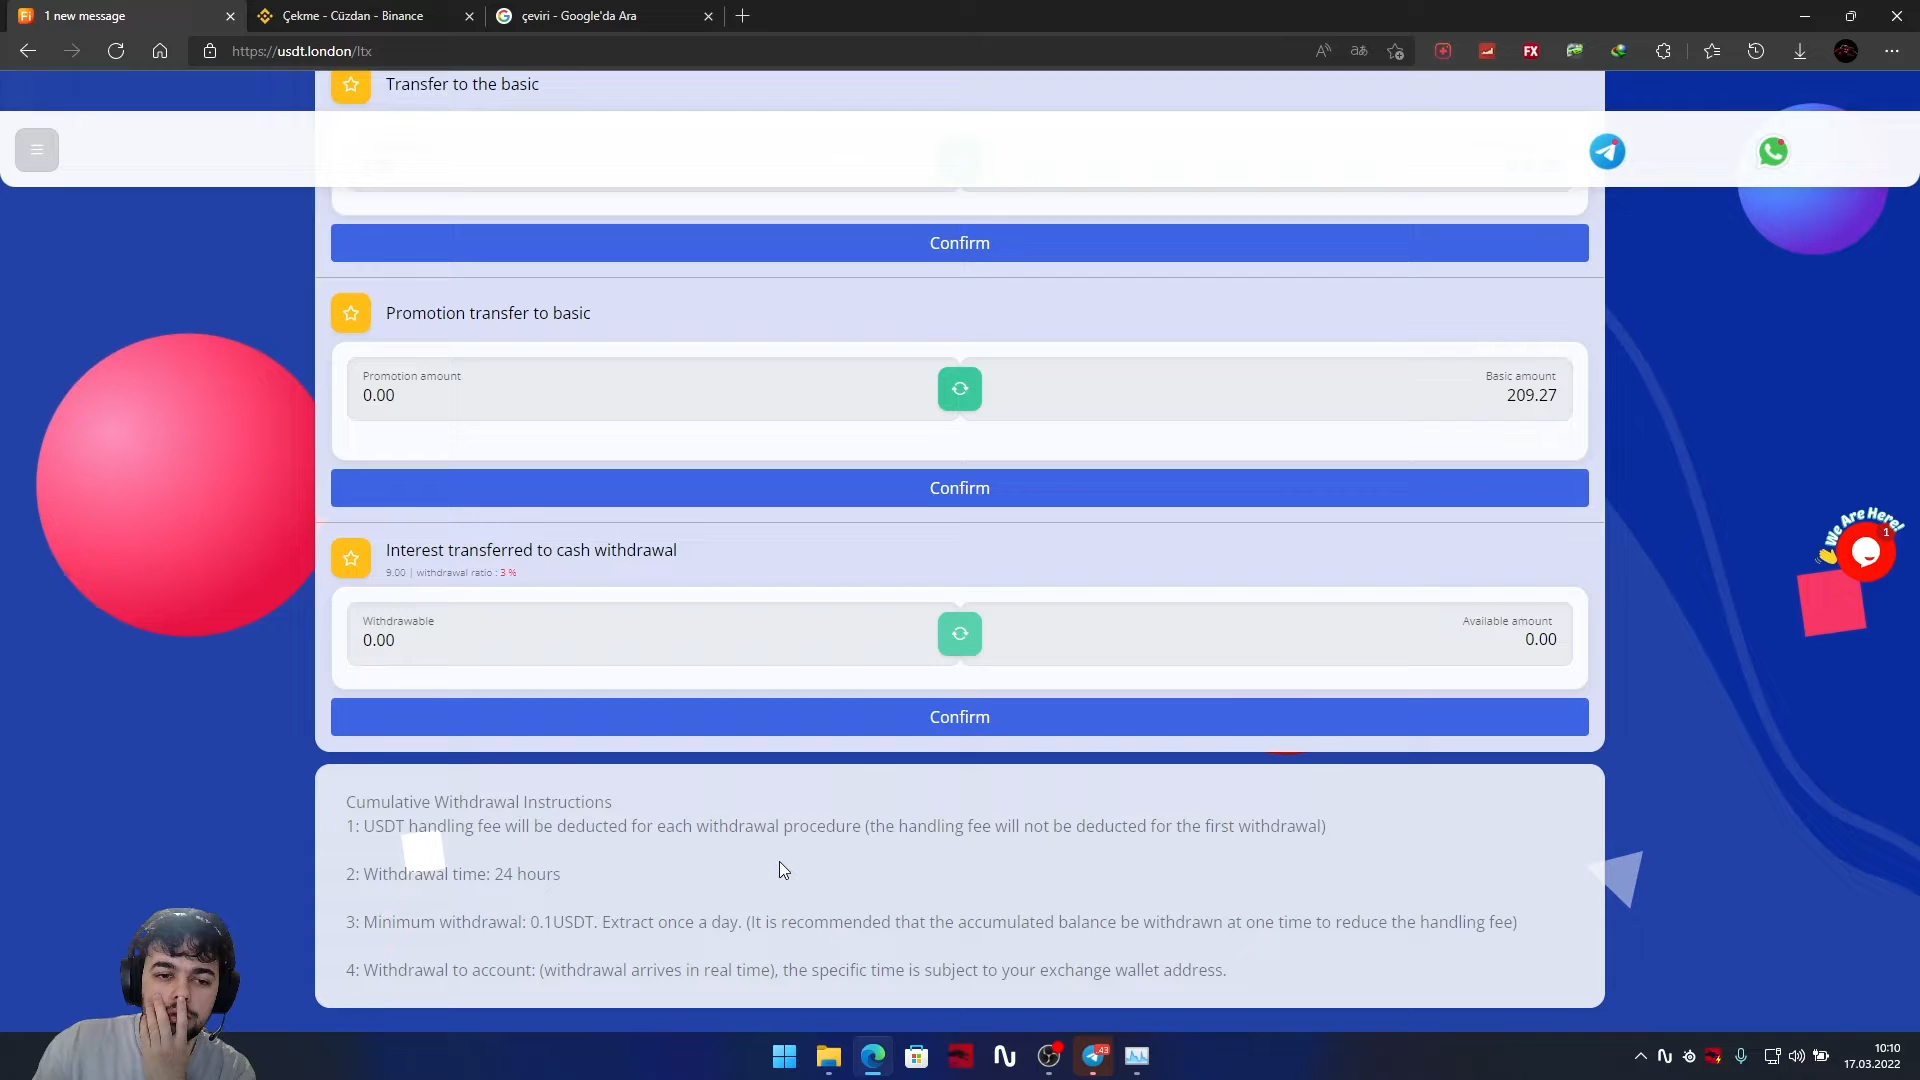 1 new message
Çekme - Cüzdan - Binance
çeviri - Google'da Ara
https://usdt.london/ltx
FX
Transfer to the basic
Confirm
Promotion transfer to basic
Promotion amount
Basic amount
0.00
209.27
Confirm
Interest transferred to cash withdrawal
9.00 | withdrawal ratio : 3 %
Withdrawable
Available amount
0.00
0.00
Confirm
We Are Here!
1
Cumulative Withdrawal Instructions
1: USDT handling fee will be deducted for each withdrawal procedure (the handling fee will not be deducted for the first withdrawal)
2: Withdrawal time: 24 hours
3: Minimum withdrawal: 0.1USDT. Extract once a day. (It is recommended that the accumulated balance be withdrawn at one time to reduce the handling fee)
4: Withdrawal to account: (withdrawal arrives in real time), the specific time is subject to your exchange wallet address.
43
10:10
17.03.2022